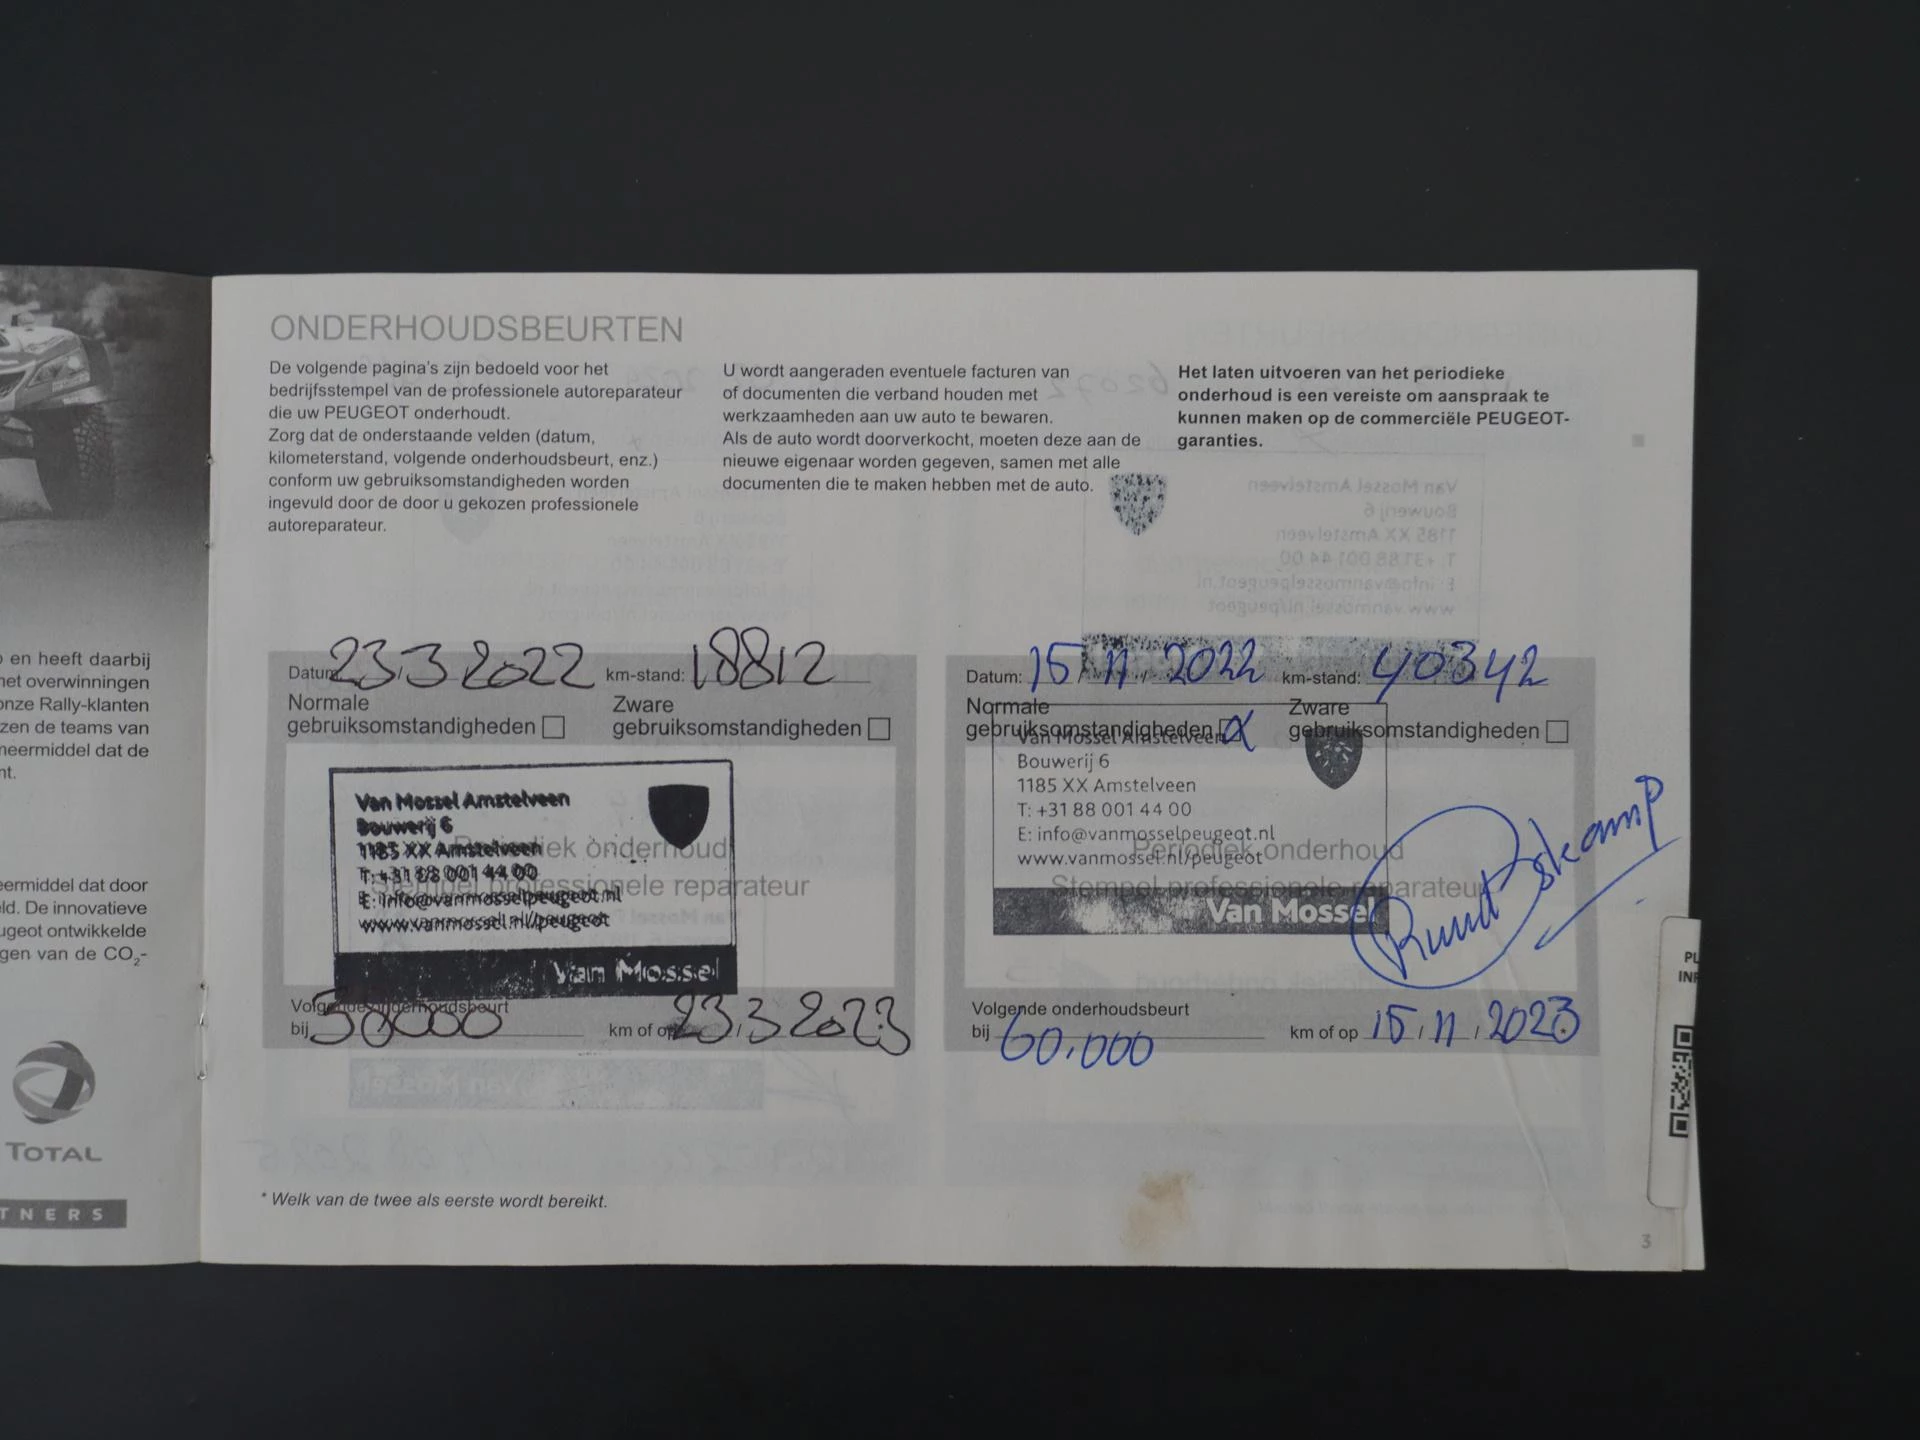 en heeft daarbij
net overwinningen
onze Rally-klanten
zen de teams van
neermiddel dat de
nt.
eermiddel dat door
eld. De innovatieve
ugeot ontwikkelde
gen van de CO₂-
TOTAL
TNERS
ONDERHOUDSBEURTEN
De volgende pagina's zijn bedoeld voor het
bedrijfsstempel van de professionele autoreparateur
die uw PEUGEOT onderhoudt.
Zorg dat de onderstaande velden (datum,
kilometerstand, volgende onderhoudsbeurt, enz.)
conform uw gebruiksomstandigheden worden
ingevuld door de door u gekozen professionele
autoreparateur.
U wordt aangeraden eventuele facturen van
of documenten die verband houden met
werkzaamheden aan uw auto te bewaren.
Als de auto wordt doorverkocht, moeten deze aan de
nieuwe eigenaar worden gegeven, samen met alle
documenten die te maken hebben met de auto.
Het laten uitvoeren van het periodieke
onderhoud is een vereiste om aanspraak te
kunnen maken op de commerciële PEUGEOT-
garanties.
Datum: 23/3/2022 km-stand: 18812
Normale Zware
gebruiksomstandigheden gebruiksomstandigheden
Van Mossel Amstelveen
Bouwerij 6
1185 XX Amstelveen
T: +31 88 001 44 00
E: info@vanmosselpeugeot.nl
www.vanmossel.nl/peugeot
Periodiek onderhoud
Stempel professionele reparateur
Van Mossel
Volgende onderhoudsbeurt
bij 30000 km of op 23/3/2023
Datum: 15/11/2022 km-stand: 40342
Normale Zware
gebruiksomstandigheden gebruiksomstandigheden
Van Mossel Amstelveen
Bouwerij 6
1185 XX Amstelveen
T: +31 88 001 44 00
E: info@vanmosselpeugeot.nl
www.vanmossel.nl/peugeot
Periodiek onderhoud
Stempel professionele reparateur
Van Mossel
Volgende onderhoudsbeurt
bij 60.000 km of op 15/11/2023
* Welk van de twee als eerste wordt bereikt.
3